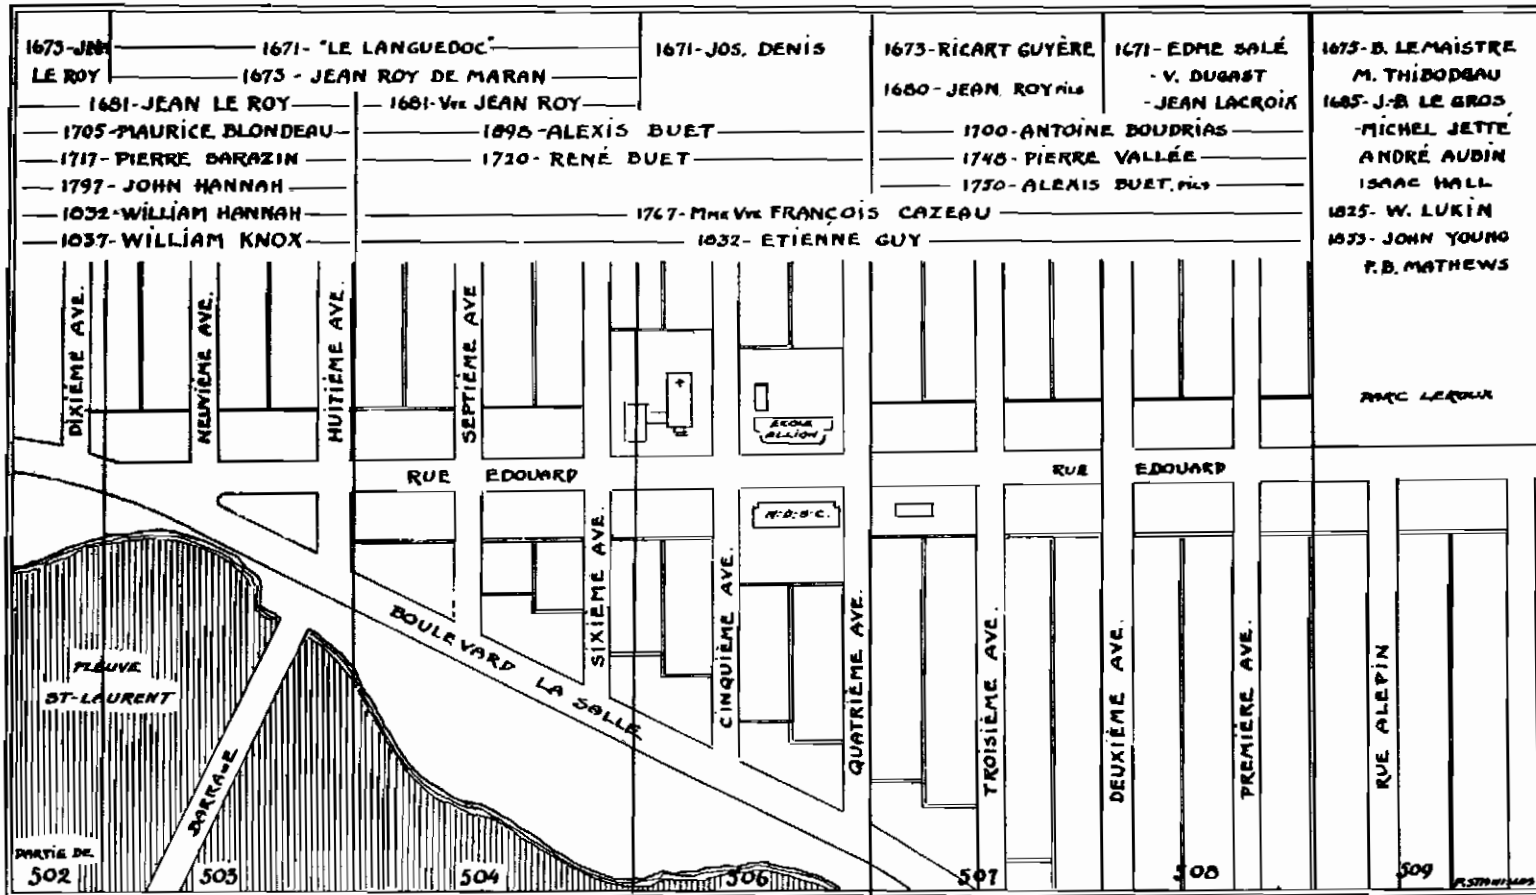 1673-JN
LE ROY
1671- "LE LANGUEDOC"
1673 - JEAN ROY DE MARAN
1681-JEAN LE ROY
1681-Vve JEAN ROY
1671-JOS. DENIS
1673-RICART GUYÈRE
1680-JEAN ROY FILS
1671- EDME SALÉ
- V. DUGAST
-JEAN LACROIX
1675-B. LEMAISTRE
M. THIBODEAU
1685-J-B LE GROS
-MICHEL JETTÉ
ANDRÉ AUBIN
ISAAC HALL
1825- W. LUKIN
1853- JOHN YOUNG
P.B. MATHEWS
1705-MAURICE BLONDEAU
1717- PIERRE SARAZIN
1797- JOHN HANNAH
1832-WILLIAM HANNAH
1837-WILLIAM KNOX
1898-ALEXIS BUET
1720- RENÉ BUET
1700-ANTOINE BOUDRIAS
1748- PIERRE VALLÉE
1750-ALEXIS BUET, FILS
1767-Mme Vve FRANÇOIS CAZEAU
1832- ETIENNE GUY
DIXIÈME AVE.
NEUVIÈME AVE.
HUITIÈME AVE.
SEPTIÈME AVE
SIXIÈME AVE.
CINQUIÈME AVE.
QUATRIÈME AVE.
TROISIÈME AVE.
DEUXIÈME AVE.
PREMIÈRE AVE.
RUE ALEPIN
PARC LEROUX
ECOLE
ALLION
RUE EDOUARD
RUE EDOUARD
N-D-S-C.
BOULEVARD LA SALLE
FLEUVE
ST-LAURENT
BARRAGE
PARTIE DE
502
503
504
506
507
508
509